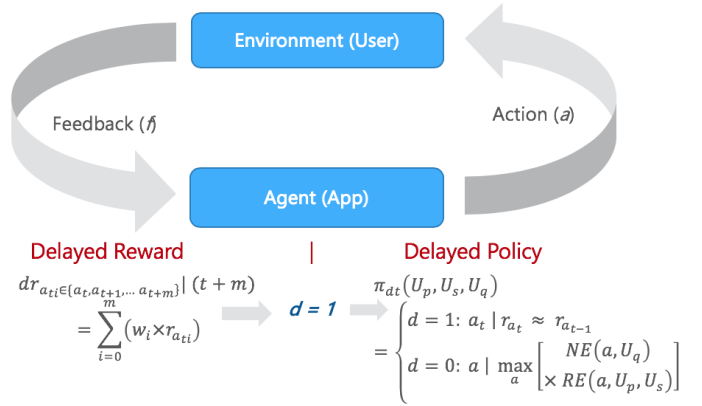 Environment (User)
Feedback (f)
Action (a)
Agent (App)
Delayed Reward | Delayed Policy
dr_{a_{ti}∈{a_t,a_{t+1},… a_{t+m}}}| (t + m)
= \sum_{i=0}^{m}(w_i×r_{a_{ti}})
d = 1
π_{dt}(U_p, U_s, U_q)
= { d = 1: a_t | r_{a_t} ≈ r_{a_{t-1}}
d = 0: a | max_a [ NE(a, U_q)
× RE(a, U_p, U_s) ]